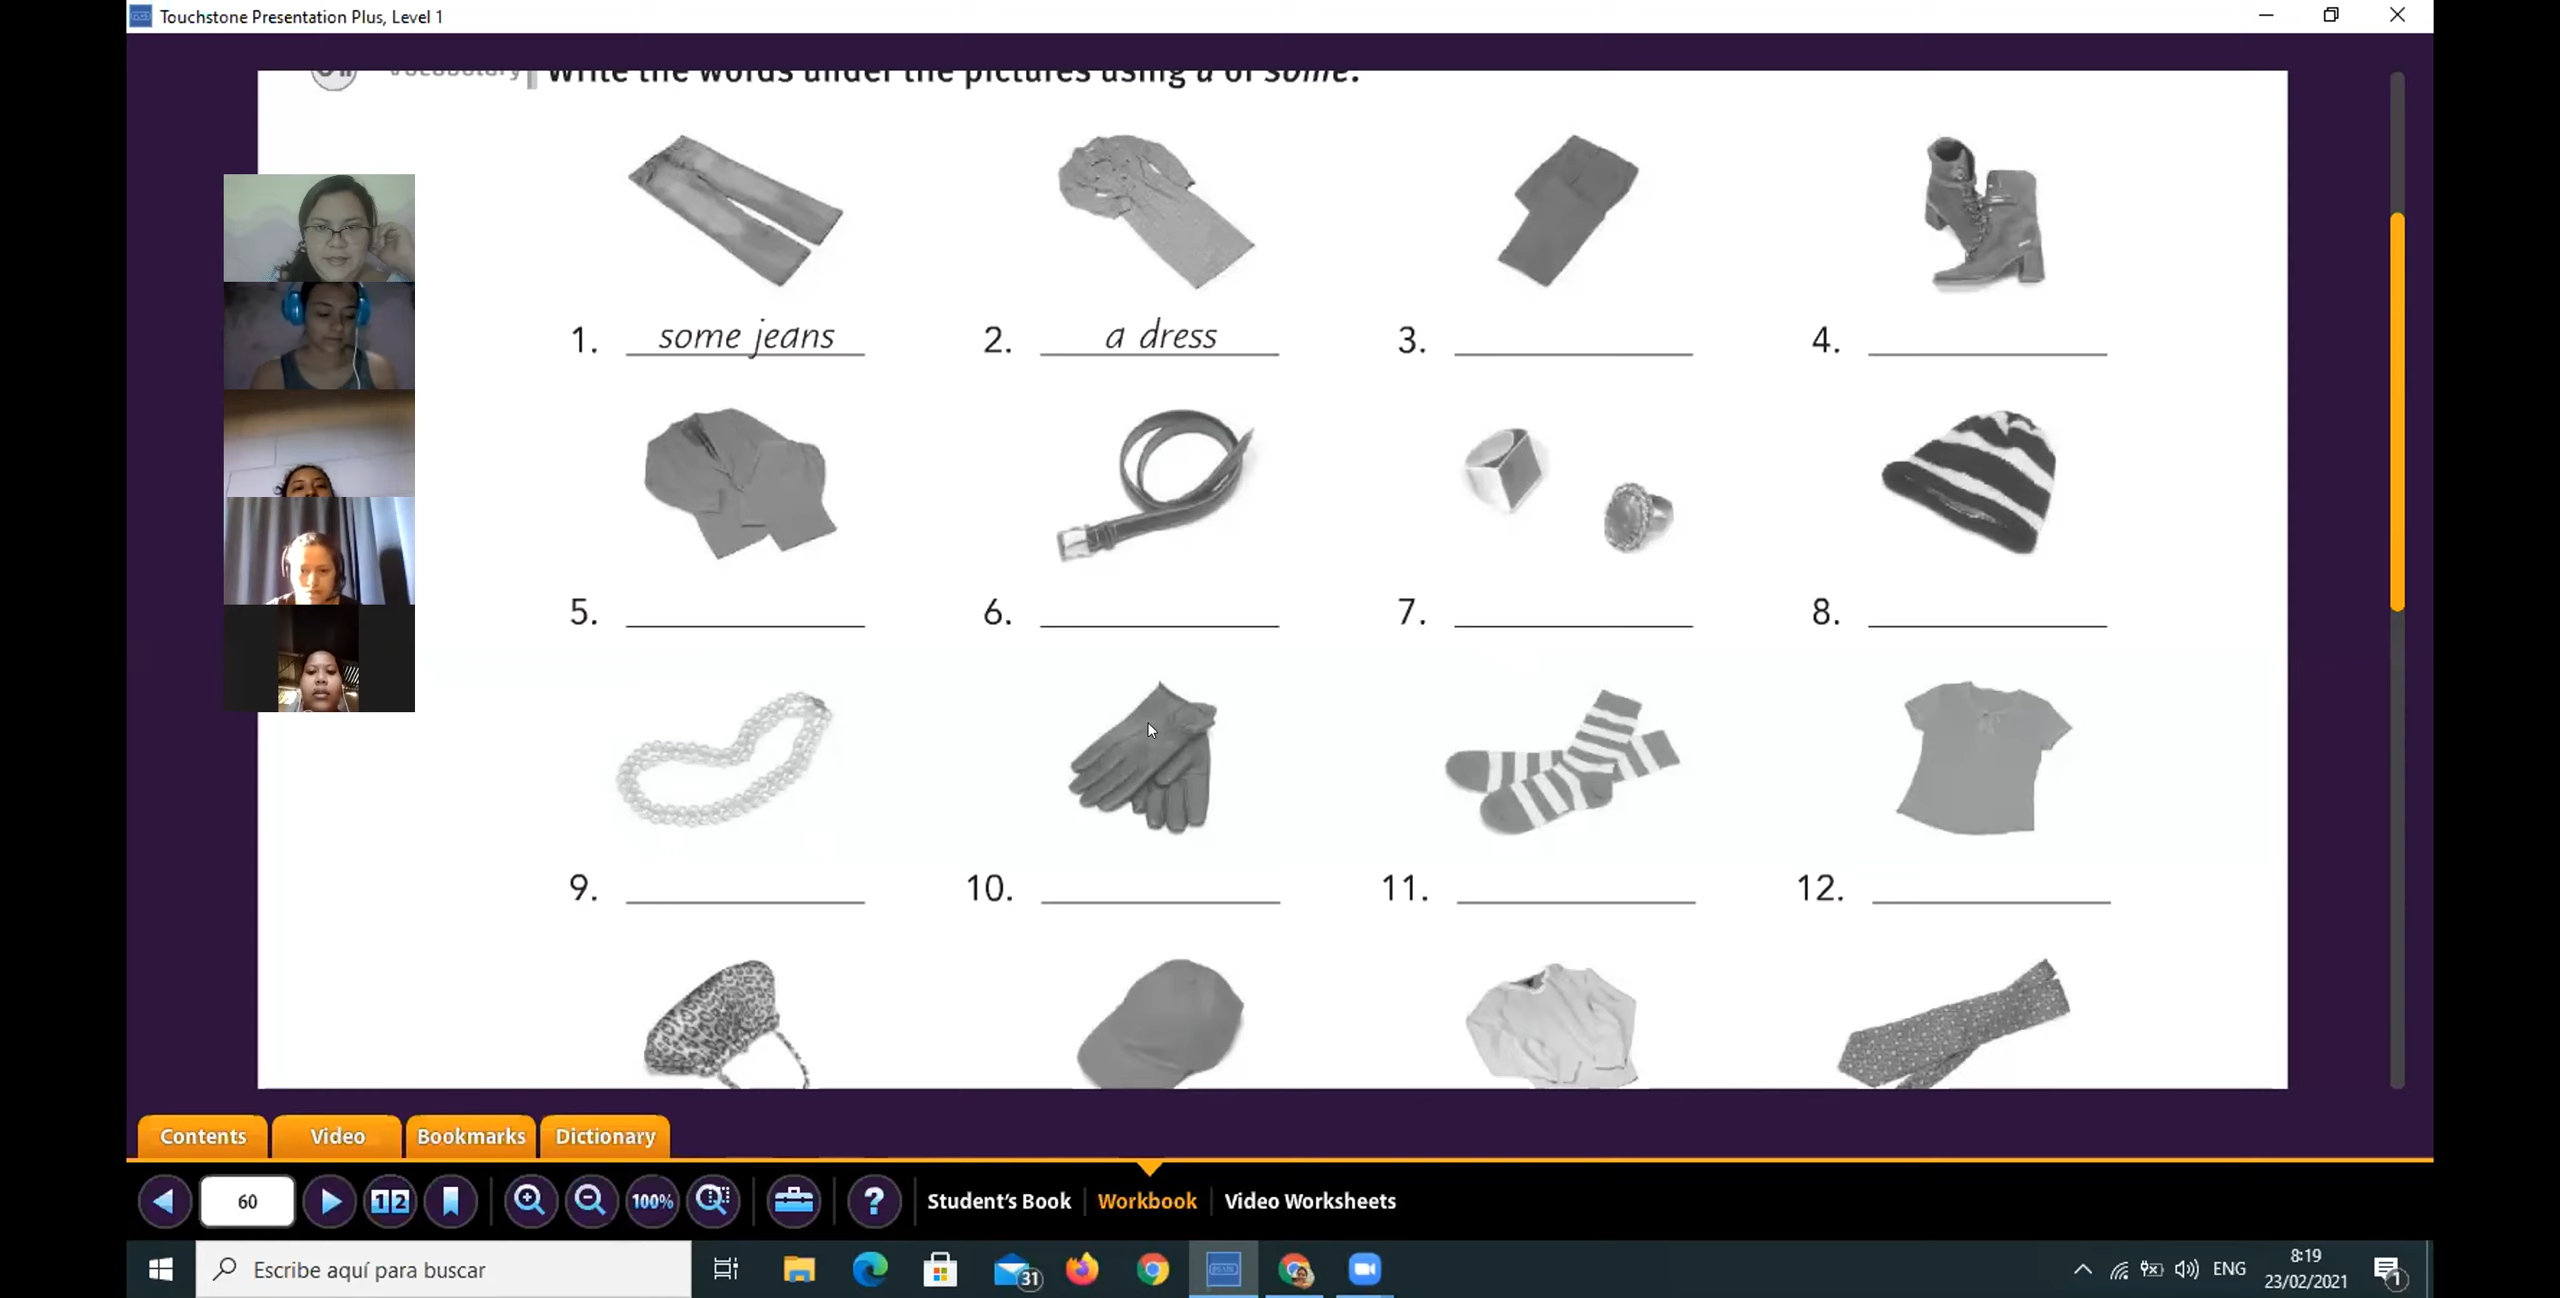 Touchstone Presentation Plus, Level 1
Vocabulary Write the words under the pictures using a or some.
1. some jeans 2. a dress 3. 4.
5. 6. 7. 8.
9. 10. 11. 12.
Contents Video Bookmarks Dictionary
60 12 100% ? Student's Book Workbook Video Worksheets
Escribe aquí para buscar 31 ENG 8:19
23/02/2021 1